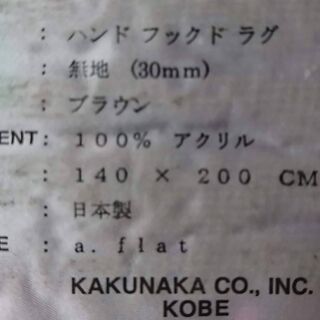 : ハンド フックド ラグ
: 無地 (30mm)
: ブラウン
ENT: 100% アクリル
: 140 × 200 CM
: 日本製
E : a. flat
KAKUNAKA CO., INC.
KOBE